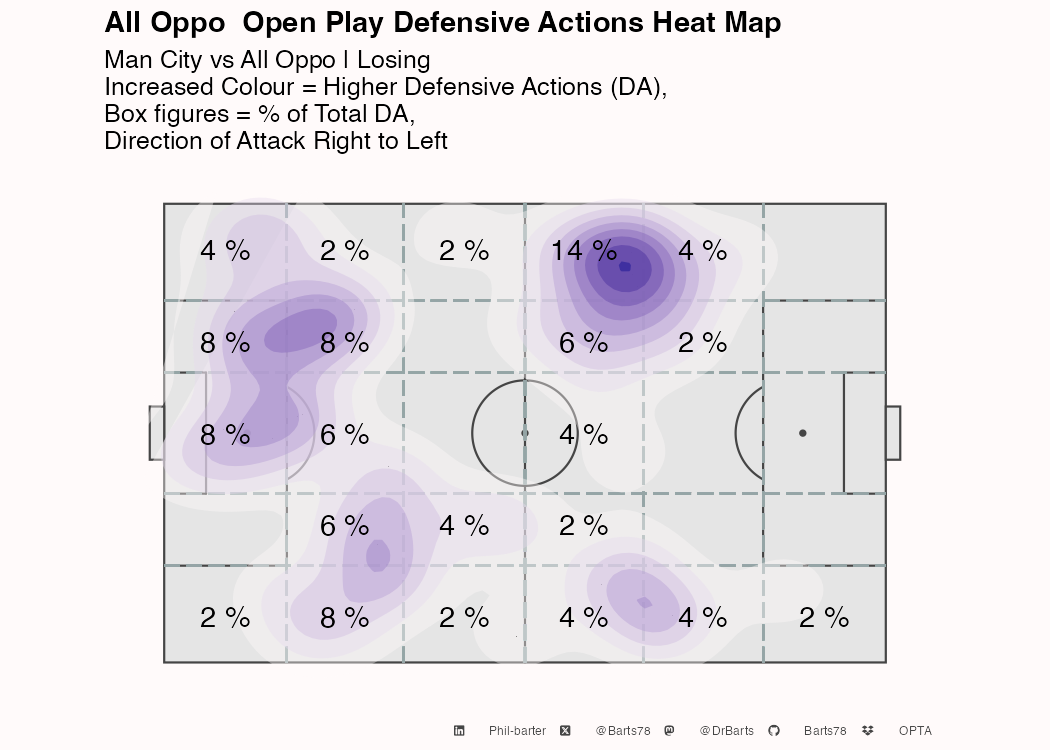 All Oppo  Open Play Defensive Actions Heat Map
Man City vs All Oppo | Losing
Increased Colour = Higher Defensive Actions (DA),
Box figures = % of Total DA,
Direction of Attack Right to Left
4 % 2 % 2 % 14 % 4 %
8 % 8 % 6 % 2 %
8 % 6 % 4 %
6 % 4 % 2 %
2 % 8 % 2 % 4 % 4 % 2 %
Phil-barter @Barts78 @DrBarts Barts78 OPTA